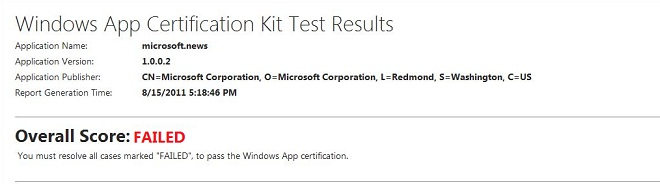 Windows App Certification Kit Test Results
Application Name: microsoft.news
Application Version: 1.0.0.2
Application Publisher: CN=Microsoft Corporation, O=Microsoft Corporation, L=Redmond, S=Washington, C=US
Report Generation Time: 8/15/2011 5:18:46 PM
Overall Score: FAILED
You must resolve all cases marked "FAILED", to pass the Windows App certification.